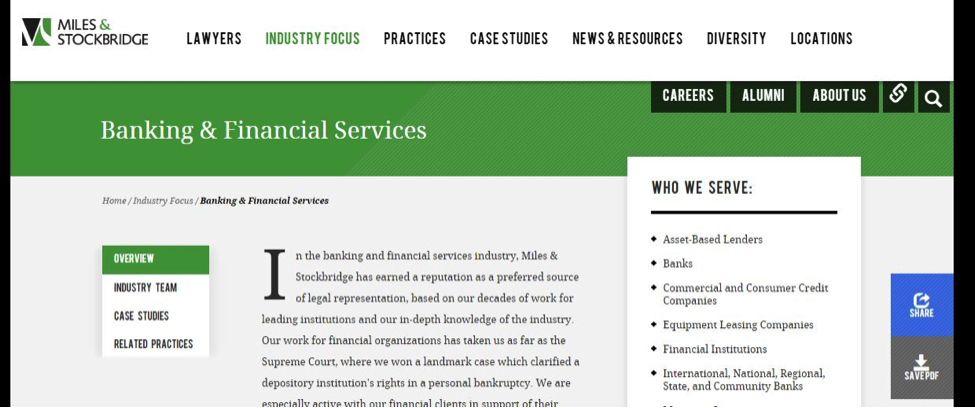 MILES &
STOCKBRIDGE
LAWYERS INDUSTRY FOCUS PRACTICES CASE STUDIES NEWS & RESOURCES DIVERSITY LOCATIONS
CAREERS ALUMNI ABOUT US
Banking & Financial Services
Home / Industry Focus / Banking & Financial Services
OVERVIEW
INDUSTRY TEAM
CASE STUDIES
RELATED PRACTICES
In the banking and financial services industry, Miles &
Stockbridge has earned a reputation as a preferred source
of legal representation, based on our decades of work for
leading institutions and our in-depth knowledge of the industry.
Our work for financial organizations has taken us as far as the
Supreme Court, where we won a landmark case which clarified a
depository institution's rights in a personal bankruptcy. We are
especially active with our financial clients in support of their
WHO WE SERVE:
Asset-Based Lenders
Banks
Commercial and Consumer Credit
Companies
Equipment Leasing Companies
Financial Institutions
International, National, Regional,
State, and Community Banks
SHARE
SAVE PDF